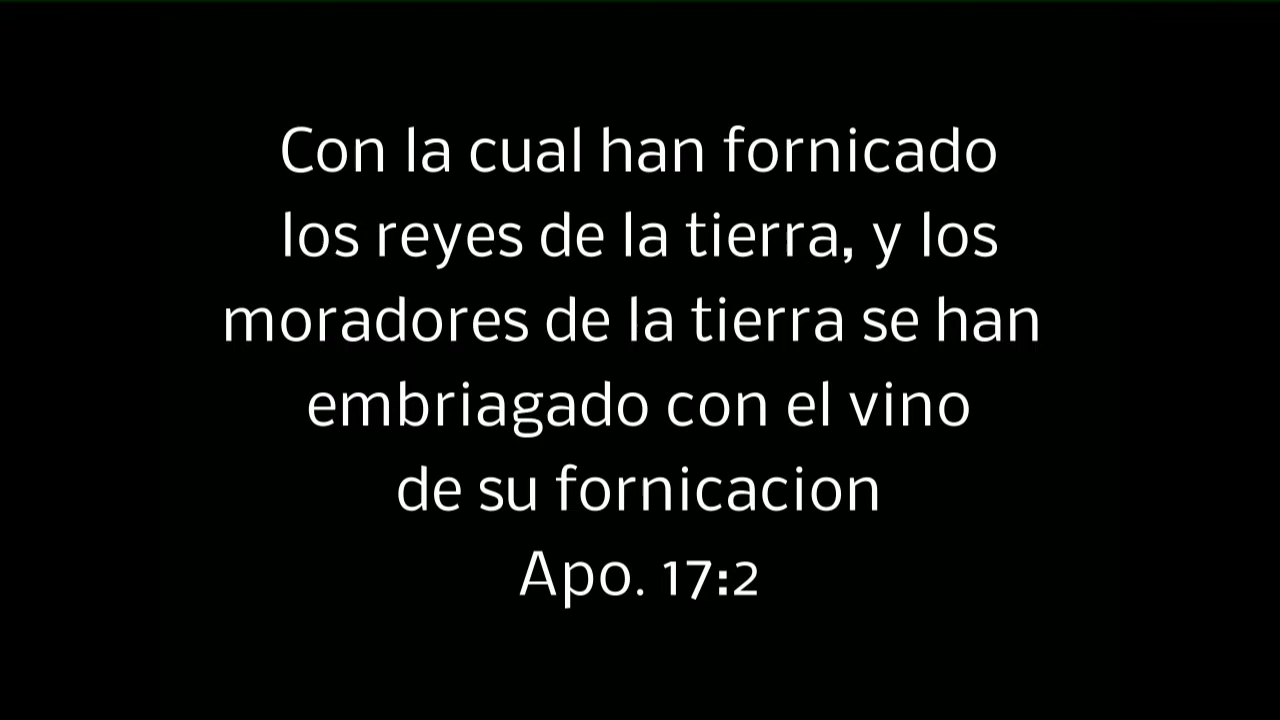 Con la cual han fornicado
los reyes de la tierra, y los
moradores de la tierra se han
embriagado con el vino
de su fornicacion
Apo. 17:2